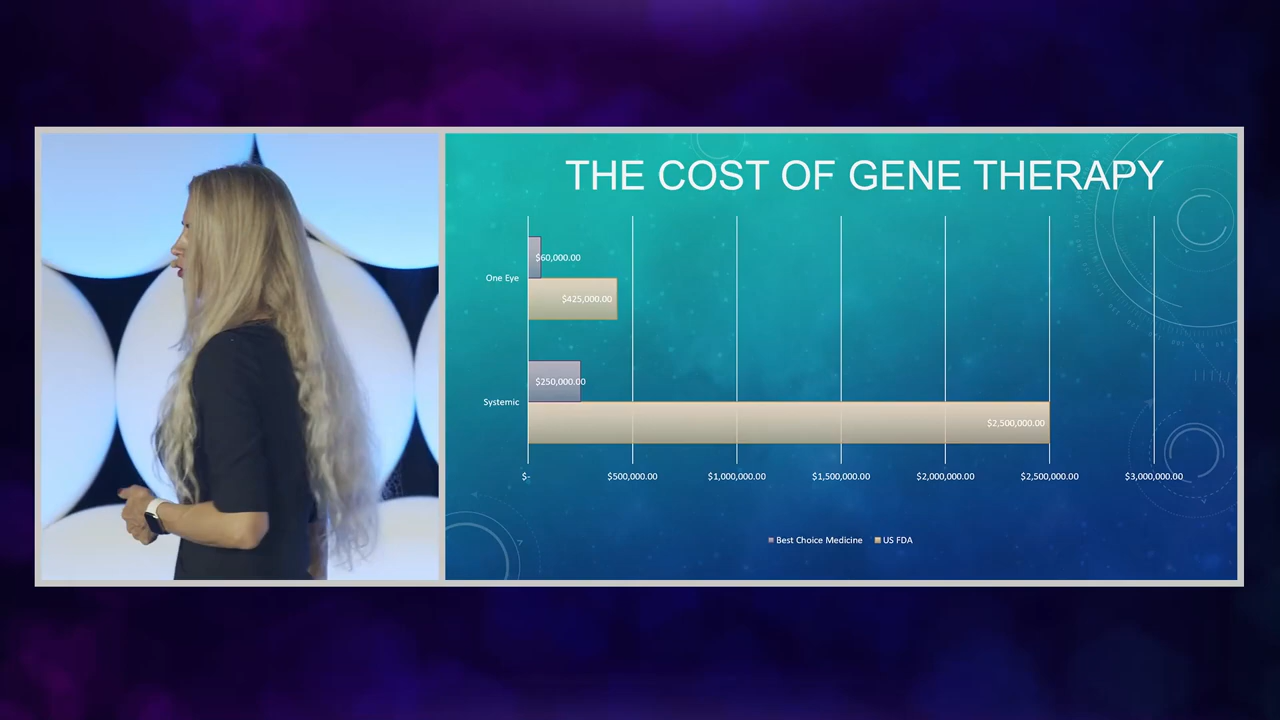 THE COST OF GENE THERAPY
One Eye
$60,000.00
$425,000.00
Systemic
$250,000.00
$2,500,000.00
$- $500,000.00 $1,000,000.00 $1,500,000.00 $2,000,000.00 $2,500,000.00 $3,000,000.00
Best Choice Medicine US FDA